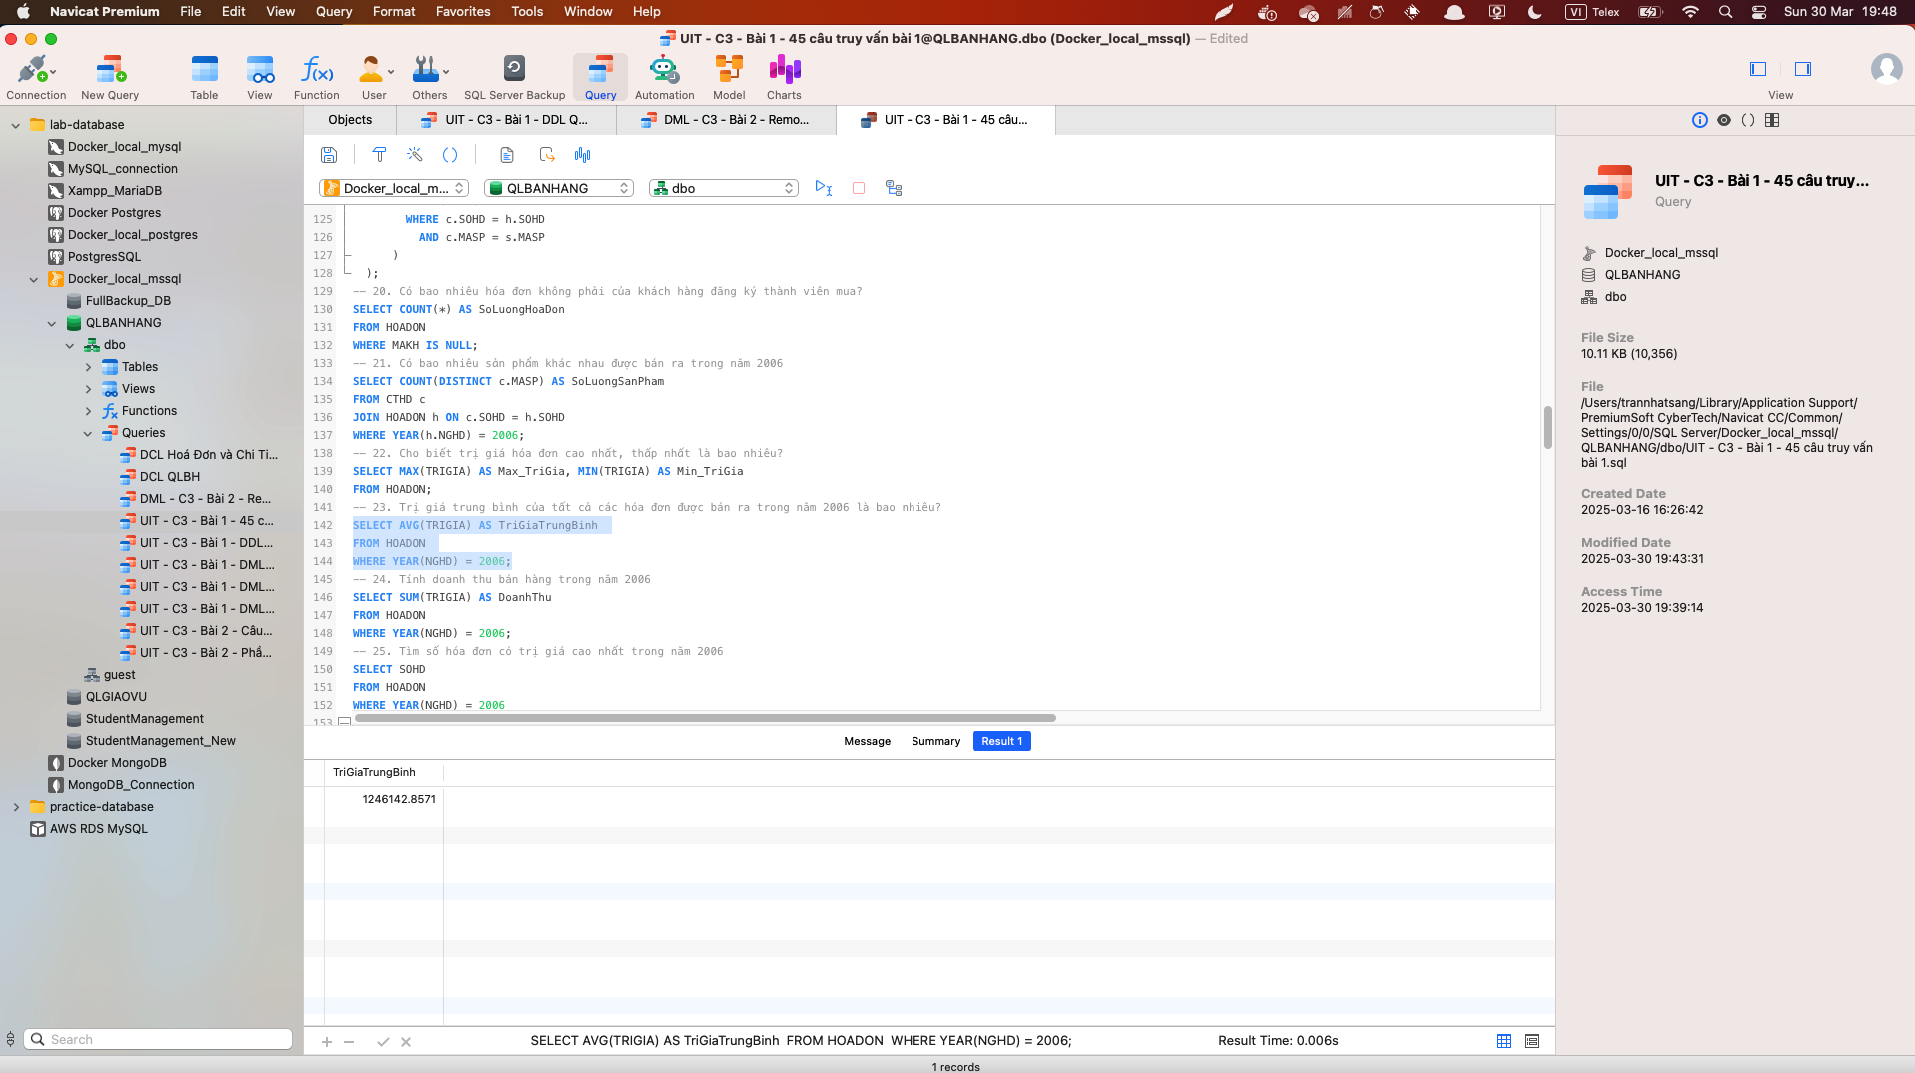 Navicat Premium File Edit View Query Format Favorites Tools Window Help VI Telex Sun 30 Mar 19:48
UIT - C3 - Bài 1 - 45 câu truy vấn bài 1@QLBANHANG.dbo (Docker_local_mssql) — Edited
Connection New Query Table View Function User Others SQL Server Backup Query Automation Model Charts View
lab-database
Docker_local_mysql
MySQL_connection
Xampp_MariaDB
Docker Postgres
Docker_local_postgres
PostgresSQL
Docker_local_mssql
FullBackup_DB
QLBANHANG
dbo
Tables
Views
Functions
Queries
DCL Hoá Đơn và Chi Ti...
DCL QLBH
DML - C3 - Bài 2 - Re...
UIT - C3 - Bài 1 - 45 c...
UIT - C3 - Bài 1 - DDL...
UIT - C3 - Bài 1 - DML...
UIT - C3 - Bài 1 - DML...
UIT - C3 - Bài 1 - DML...
UIT - C3 - Bài 2 - Câu...
UIT - C3 - Bài 2 - Phầ...
guest
QLGIAOVU
StudentManagement
StudentManagement_New
Docker MongoDB
MongoDB_Connection
practice-database
AWS RDS MySQL
Search
Objects UIT - C3 - Bài 1 - DDL Q... DML - C3 - Bài 2 - Remo... UIT - C3 - Bài 1 - 45 câu...
Docker_local_m... QLBANHANG dbo
125 WHERE c.SOHD = h.SOHD
126 AND c.MASP = s.MASP
127 )
128 );
129 -- 20. Có bao nhiêu hóa đơn không phải của khách hàng đăng ký thành viên mua?
130 SELECT COUNT(*) AS SoLuongHoaDon
131 FROM HOADON
132 WHERE MAKH IS NULL;
133 -- 21. Có bao nhiêu sản phẩm khác nhau được bán ra trong năm 2006
134 SELECT COUNT(DISTINCT c.MASP) AS SoLuongSanPham
135 FROM CTHD c
136 JOIN HOADON h ON c.SOHD = h.SOHD
137 WHERE YEAR(h.NGHD) = 2006;
138 -- 22. Cho biết trị giá hóa đơn cao nhất, thấp nhất là bao nhiêu?
139 SELECT MAX(TRIGIA) AS Max_TriGia, MIN(TRIGIA) AS Min_TriGia
140 FROM HOADON;
141 -- 23. Trị giá trung bình của tất cả các hóa đơn được bán ra trong năm 2006 là bao nhiêu?
142 SELECT AVG(TRIGIA) AS TriGiaTrungBinh
143 FROM HOADON
144 WHERE YEAR(NGHD) = 2006;
145 -- 24. Tính doanh thu bán hàng trong năm 2006
146 SELECT SUM(TRIGIA) AS DoanhThu
147 FROM HOADON
148 WHERE YEAR(NGHD) = 2006;
149 -- 25. Tìm số hóa đơn có trị giá cao nhất trong năm 2006
150 SELECT SOHD
151 FROM HOADON
152 WHERE YEAR(NGHD) = 2006
153
Message Summary Result 1
TriGiaTrungBinh
1246142.8571
SELECT AVG(TRIGIA) AS TriGiaTrungBinh FROM HOADON WHERE YEAR(NGHD) = 2006; Result Time: 0.006s
1 records
UIT - C3 - Bài 1 - 45 câu truy...
Query
Docker_local_mssql
QLBANHANG
dbo
File Size
10.11 KB (10,356)
File
/Users/trannhatsang/Library/Application Support/
PremiumSoft CyberTech/Navicat CC/Common/
Settings/0/0/SQL Server/Docker_local_mssql/
QLBANHANG/dbo/UIT - C3 - Bài 1 - 45 câu truy vấn
bài 1.sql
Created Date
2025-03-16 16:26:42
Modified Date
2025-03-30 19:43:31
Access Time
2025-03-30 19:39:14